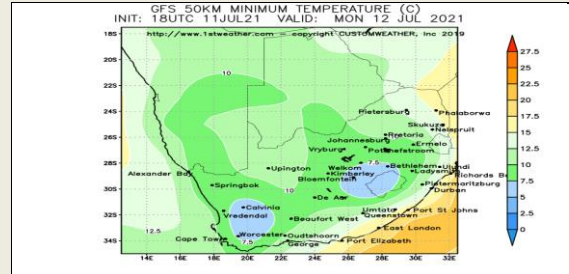 GFS 50KM MINIMUM TEMPERATURE (C)
INIT: 18UTC 11JUL21 VALID: MON 12 JUL 2021
http://www.1stweather.com -- copyright CUSTOMWEATHER, Inc 2019
18S
20S
22S
24S
26S
28S
30S
32S
34S
14E 16E 18E 20E 22E 24E 26E 28E 30E 32E
10
Pietersburg
Phalaborwa
Skukuza
Nelspruit
Pretoria
Johannesburg
10
Ermelo
Vryburg
Potchefstroom
7.5
Welkom
Bethlehem
Ulundi
Alexander Bay
Upington
Kimberley
Ladysmith
Bloemfontein
Richards B
Springbok
10
Pietermaritzburg
Durban
De Aar
Calvinia
Vredendal
Umtata
Port St Johns
Beaufort West
Queenstown
12.5
Worcester
Oudtshoorn
East London
Cape Town
7.5
George
Port Elizabeth
27.5
25
22.5
20
17.5
15
12.5
10
7.5
5
2.5
0